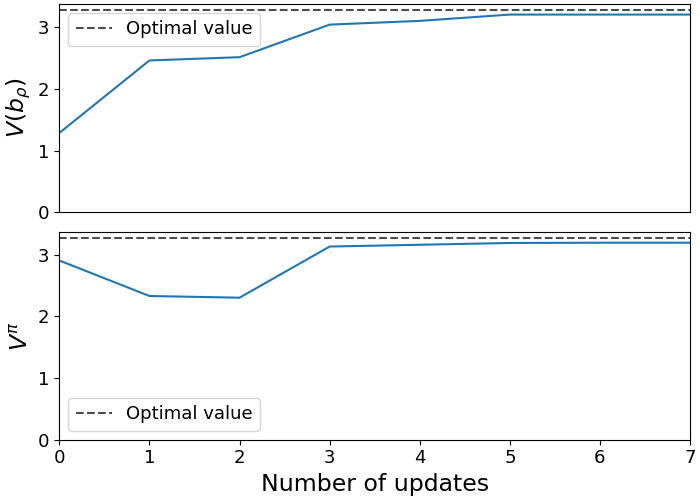 3
2
1
0
V(b_ρ)
Optimal value
3
2
1
0
V^π
Optimal value
0 1 2 3 4 5 6 7
Number of updates